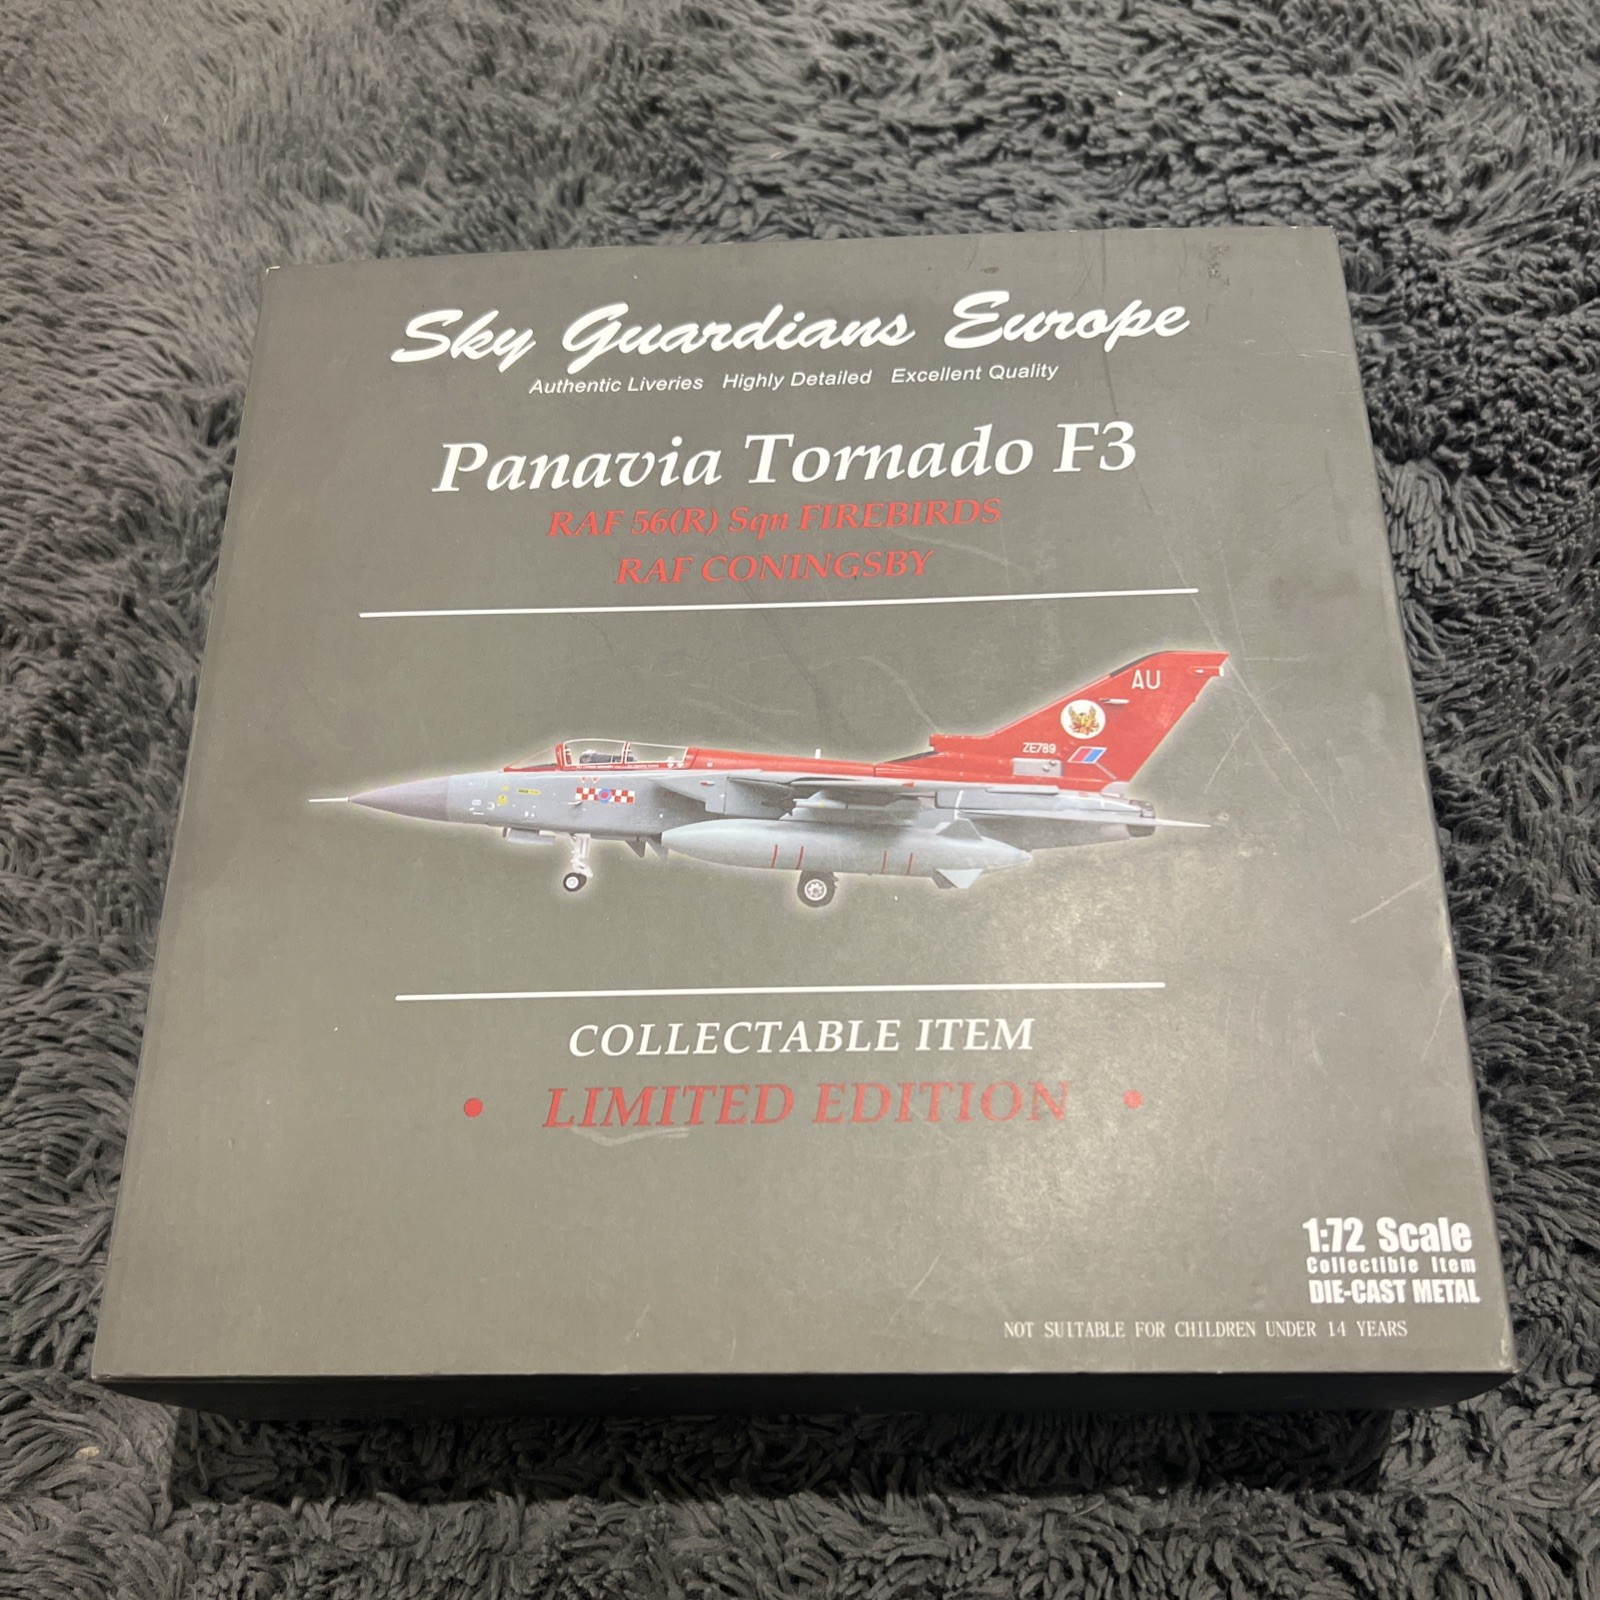 Sky Guardians Europe
Authentic Liveries Highly Detailed Excellent Quality
Panavia Tornado F3
RAF 56(R) Sqn FIREBIRDS
RAF CONINGSBY
AU
ZE789
COLLECTABLE ITEM
• LIMITED EDITION •
1:72 Scale
Collectible Item
DIE-CAST METAL
NOT SUITABLE FOR CHILDREN UNDER 14 YEARS